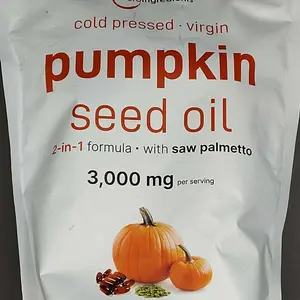 cold pressed · virgin
pumpkin
seed oil
2-in-1 formula · with saw palmetto
3,000 mg per serving